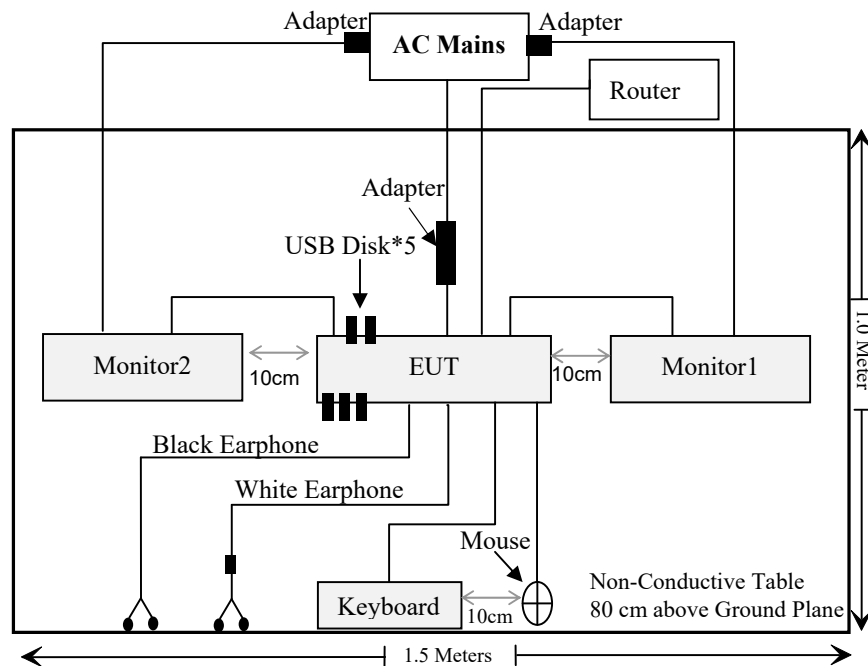 Adapter
AC Mains
Adapter
Router
Adapter
USB Disk*5
Monitor2
10cm
EUT
10cm
Monitor1
1.0 Meter
Black Earphone
White Earphone
Mouse
Keyboard
10cm
Non-Conductive Table
80 cm above Ground Plane
1.5 Meters